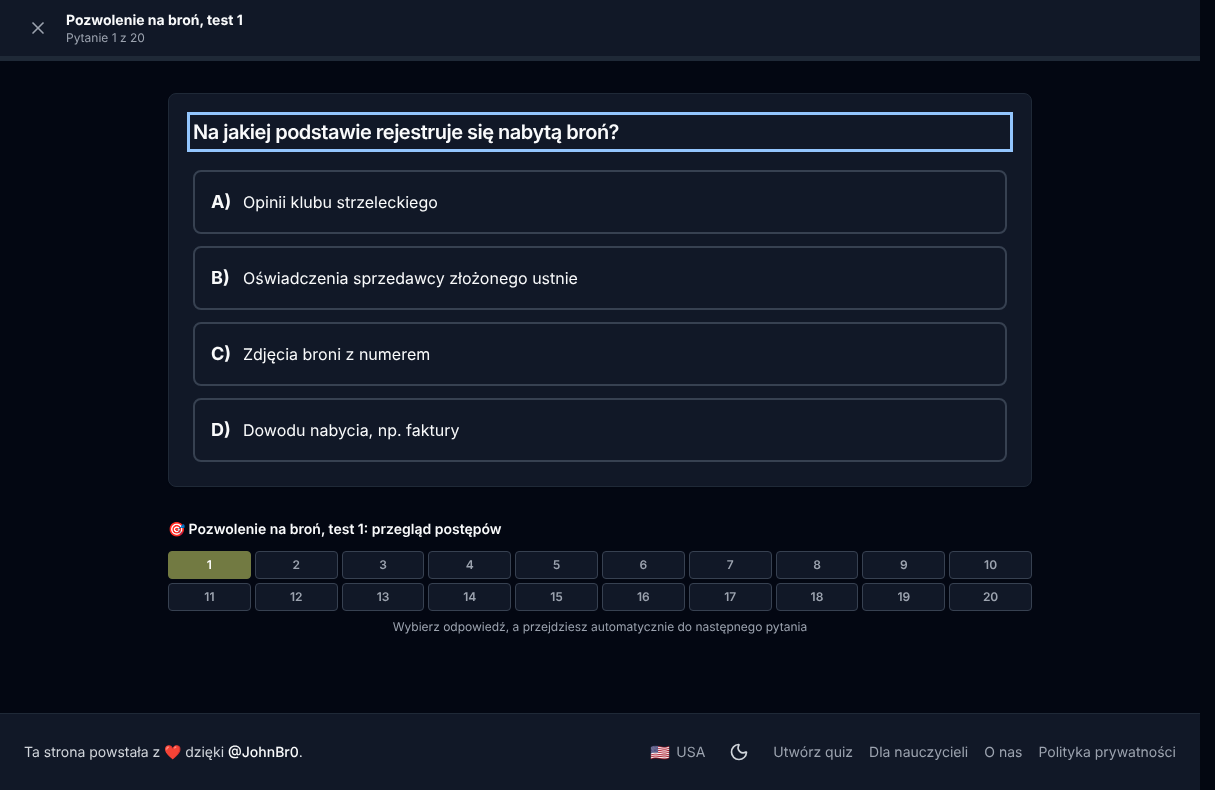 Pozwolenie na broń, test 1
Pytanie 1 z 20
Na jakiej podstawie rejestruje się nabytą broń?
A) Opinii klubu strzeleckiego
B) Oświadczenia sprzedawcy złożonego ustnie
C) Zdjęcia broni z numerem
D) Dowodu nabycia, np. faktury
🎯 Pozwolenie na broń, test 1: przegląd postępów
1 2 3 4 5 6 7 8 9 10
11 12 13 14 15 16 17 18 19 20
Wybierz odpowiedź, a przejdziesz automatycznie do następnego pytania
Ta strona powstała z ❤️ dzięki @JohnBr0. 🇺🇸 USA Utwórz quiz Dla nauczycieli O nas Polityka prywatności